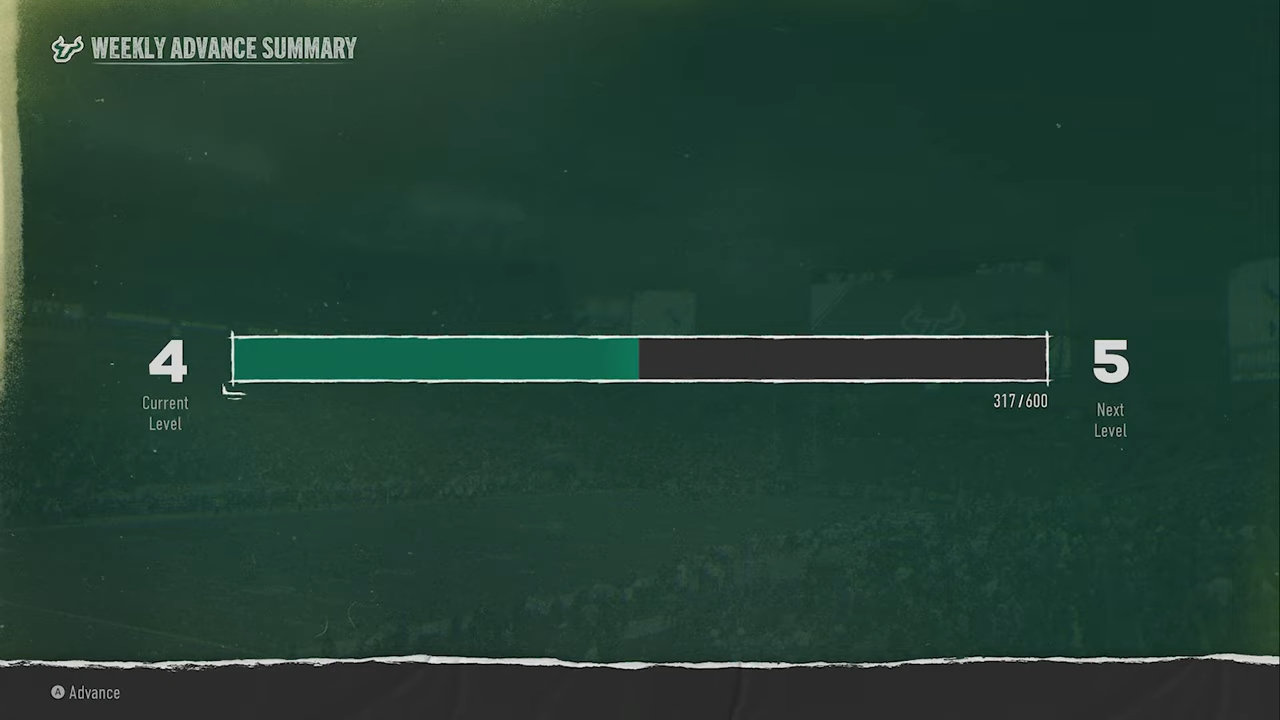 WEEKLY ADVANCE SUMMARY
4
Current
Level
317/600
5
Next
Level
A Advance